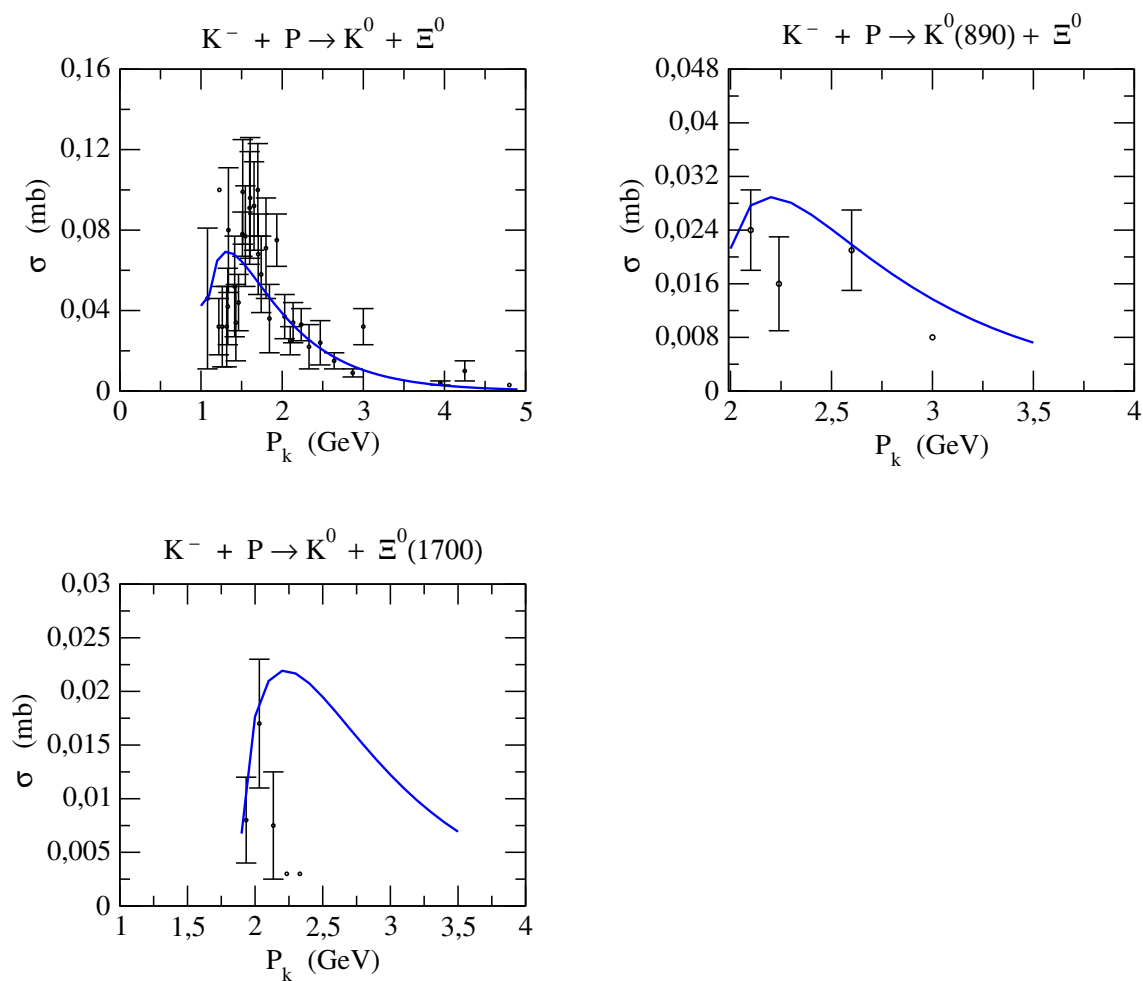 K⁻ + P → K⁰ + Ξ⁰
0,16
0,12
0,08
0,04
0
σ (mb)
0 1 2 3 4 5
P_k (GeV)
K⁻ + P → K⁰(890) + Ξ⁰
0,048
0,04
0,032
0,024
0,016
0,008
0
σ (mb)
2 2,5 3 3,5 4
P_k (GeV)
K⁻ + P → K⁰ + Ξ⁰(1700)
0,03
0,025
0,02
0,015
0,01
0,005
0
σ (mb)
1 1,5 2 2,5 3 3,5 4
P_k (GeV)